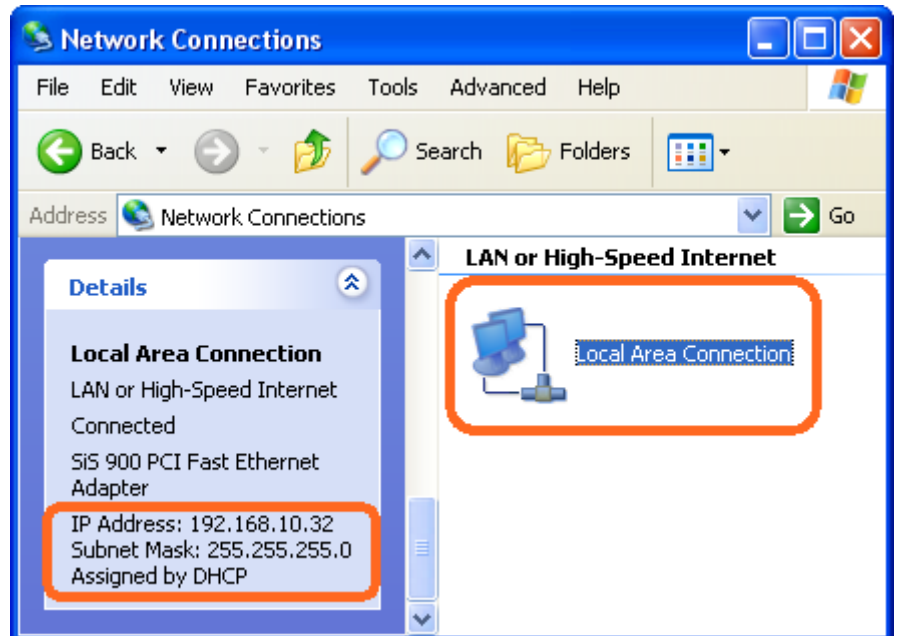 Network Connections
File Edit View Favorites Tools Advanced Help
Back Search Folders
Address Network Connections Go
Details
Local Area Connection
LAN or High-Speed Internet
Connected
SiS 900 PCI Fast Ethernet
Adapter
IP Address: 192.168.10.32
Subnet Mask: 255.255.255.0
Assigned by DHCP
LAN or High-Speed Internet
Local Area Connection